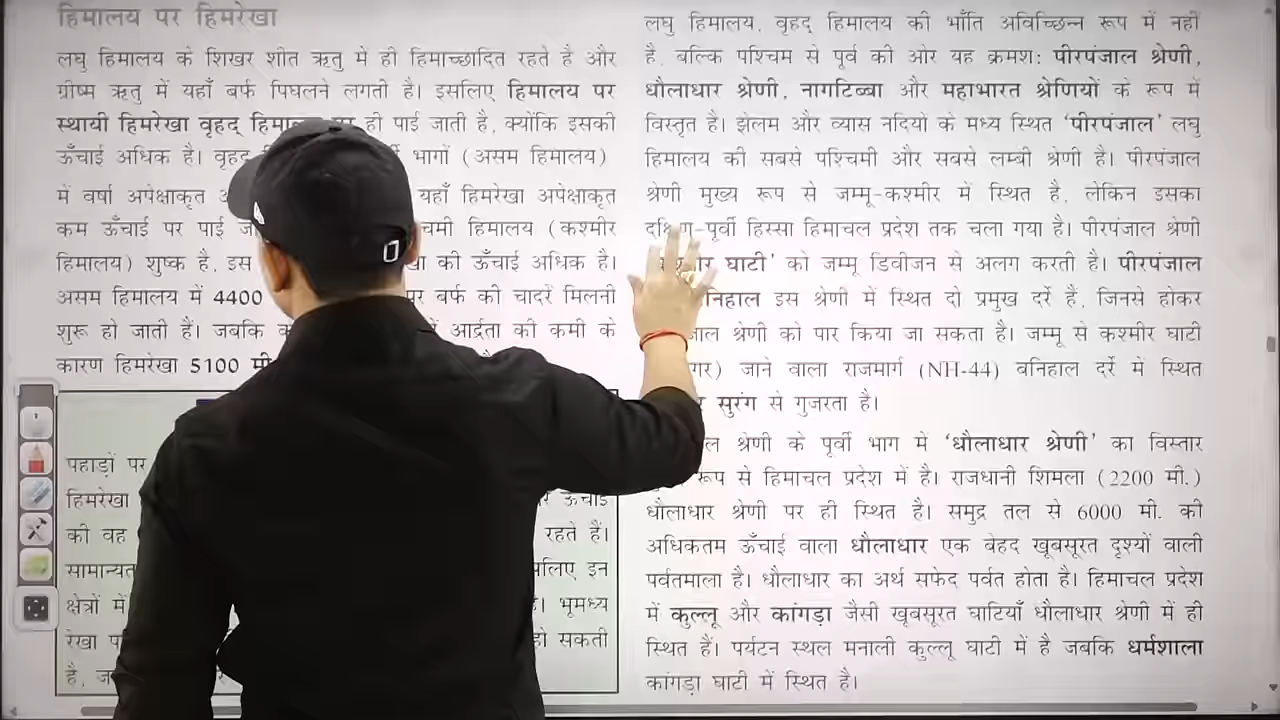 हिमालय पर हिमरेखा
लघु हिमालय के शिखर शीत ऋतु में ही हिमाच्छादित रहते है और
ग्रीष्म ऋतु में यहाँ बर्फ पिघलने लगती है। इसलिए हिमालय पर
स्थायी हिमरेखा वृहद् ही पाई जाती है, क्योंकि इसकी
ऊँचाई अधिक है। वृहद् भागों (असम हिमालय)
में वर्षा अपेक्षाकृत यहाँ हिमरेखा अपेक्षाकृत
कम ऊँचाई पर पाई (कश्मीर
हिमालय) शुष्क है, इस की ऊँचाई अधिक है।
असम हिमालय में 4400 पर बर्फ की चादरें मिलनी
शुरू हो जाती हैं। जबकि आर्द्रता की कमी के
कारण हिमरेखा 5100
पहाड़ों पर
हिमरेखा ऊँचाई
की वह रहते हैं।
इन
क्षेत्रों में भूमध्य
रेखा हो सकती
है,
लघु हिमालय, वृहद् हिमालय की भाँति अविच्छिन्न रूप में नहीं
है, बल्कि पश्चिम से पूर्व की ओर यह क्रमश: पीरपंजाल श्रेणी,
धौलाधार श्रेणी, नागटिब्बा और महाभारत श्रेणियों के रूप में
विस्तृत है। झेलम और व्यास नदियों के मध्य स्थित 'पीरपंजाल' लघु
हिमालय की सबसे पश्चिमी और सबसे लम्बी श्रेणी है। पीरपंजाल
श्रेणी मुख्य रूप से जम्मू-कश्मीर में स्थित है, लेकिन इसका
दक्षिण-पूर्वी हिस्सा हिमाचल प्रदेश तक चला गया है। पीरपंजाल श्रेणी
घाटी' को जम्मू डिवीजन से अलग करती है। पीरपंजाल
इस श्रेणी में स्थित दो प्रमुख दर्रे है, जिनसे होकर
श्रेणी को पार किया जा सकता है। जम्मू से कश्मीर घाटी
जाने वाला राजमार्ग (NH-44) बनिहाल दर्रे में स्थित
सुरंग से गुजरता है।
श्रेणी के पूर्वी भाग में 'धौलाधार श्रेणी' का विस्तार
रूप से हिमाचल प्रदेश में है। राजधानी शिमला (2200 मी.)
धौलाधार श्रेणी पर ही स्थित है। समुद्र तल से 6000 मी. की
अधिकतम ऊँचाई वाला धौलाधार एक बेहद खूबसूरत दृश्यों वाली
पर्वतमाला है। धौलाधार का अर्थ सफेद पर्वत होता है। हिमाचल प्रदेश
में कुल्लू और कांगड़ा जैसी खूबसूरत घाटियाँ धौलाधार श्रेणी में ही
स्थित हैं। पर्यटन स्थल मनाली कुल्लू घाटी में है जबकि धर्मशाला
कांगड़ा घाटी में स्थित है।